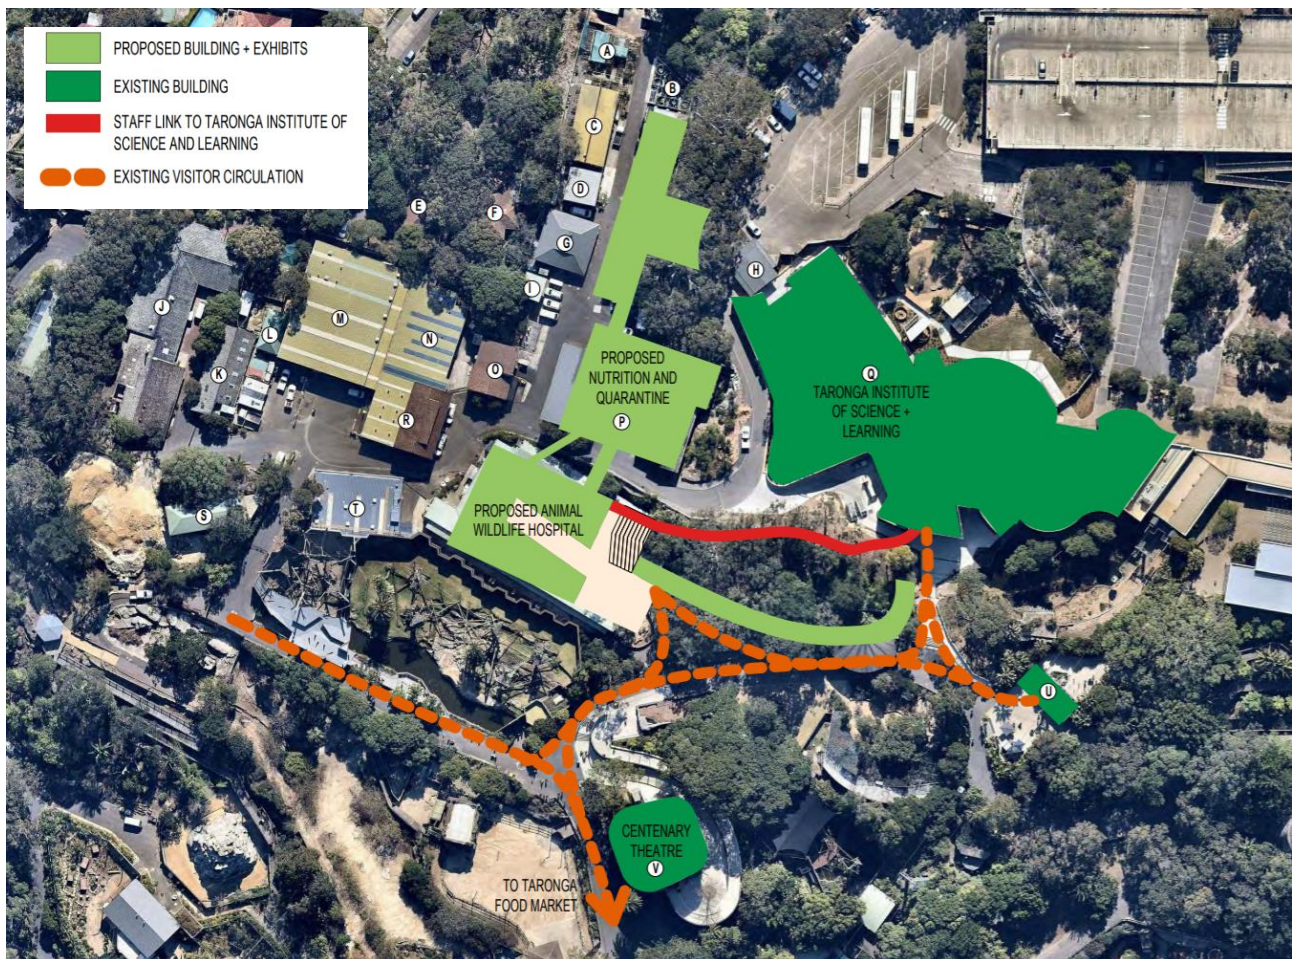 PROPOSED BUILDING + EXHIBITS
EXISTING BUILDING
STAFF LINK TO TARONGA INSTITUTE OF
SCIENCE AND LEARNING
EXISTING VISITOR CIRCULATION
A
B
C
D
E
F
G
H
I
J
K
L
M
N
O
PROPOSED
NUTRITION AND
QUARANTINE
P
Q
TARONGA INSTITUTE
OF SCIENCE +
LEARNING
R
PROPOSED ANIMAL
WILDLIFE HOSPITAL
S
T
U
CENTENARY
THEATRE
V
TO TARONGA
FOOD MARKET